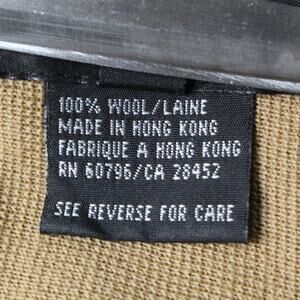 100% WOOL/LAINE
MADE IN HONG KONG
FABRIQUE A HONG KONG
RN 60796/CA 28452
SEE REVERSE FOR CARE